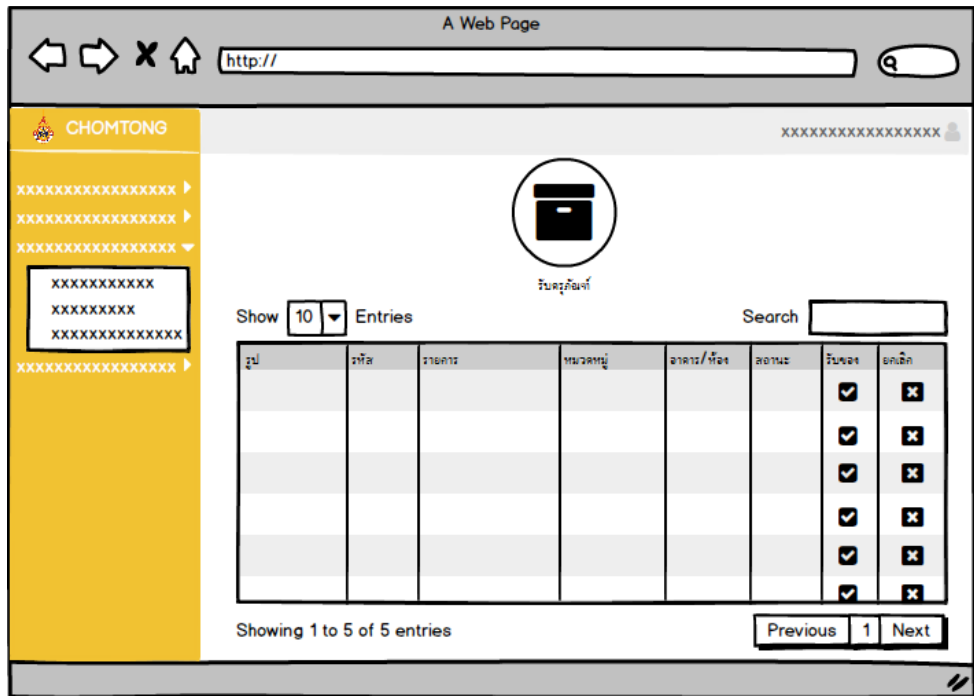 A Web Page
http://
CHOMTONG
xxxxxxxxxxxxxxxxx
xxxxxxxxxxxxxxxxx
xxxxxxxxxxxxxxxxx
xxxxxxxxxxxxxxxxx
xxxxxxxxxxx
xxxxxxxxx
xxxxxxxxxxxxxx
xxxxxxxxxxxxxxxxx
รับครุภัณฑ์
Show 10 Entries Search
รูป รหัส รายการ หมวดหมู่ อาคาร/ห้อง สถานะ รับของ ยกเลิก
Showing 1 to 5 of 5 entries
Previous 1 Next